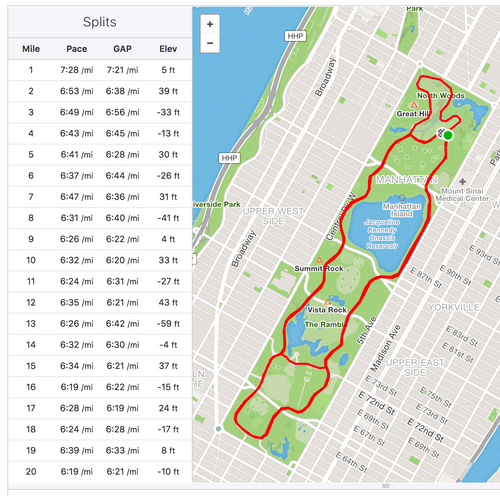 Splits
Mile Pace GAP Elev
1 7:28 /mi 7:21 /mi 5 ft
2 6:53 /mi 6:38 /mi 39 ft
3 6:49 /mi 6:56 /mi -33 ft
4 6:43 /mi 6:45 /mi -13 ft
5 6:41 /mi 6:28 /mi 30 ft
6 6:37 /mi 6:44 /mi -26 ft
7 6:47 /mi 6:36 /mi 31 ft
8 6:31 /mi 6:40 /mi -41 ft
9 6:26 /mi 6:22 /mi 4 ft
10 6:32 /mi 6:20 /mi 33 ft
11 6:24 /mi 6:31 /mi -27 ft
12 6:35 /mi 6:21 /mi 43 ft
13 6:26 /mi 6:42 /mi -59 ft
14 6:32 /mi 6:30 /mi -4 ft
15 6:34 /mi 6:21 /mi 37 ft
16 6:19 /mi 6:22 /mi -15 ft
17 6:28 /mi 6:19 /mi 24 ft
18 6:24 /mi 6:28 /mi -17 ft
19 6:39 /mi 6:33 /mi 8 ft
20 6:19 /mi 6:21 /mi -10 ft
+
−
Park
HHP
Broadway
North Woods
Great Hil
HHP
MANHATTAN
Mount Sinai
Medical Center
Manhattan
Island
iverside Park
UPPER WEST
SIDE
Central Park W
Jacqueline
Kennedy
Onassis
Reservoir
Broadway
E 93rd St
E 90th St
Summit Rock
E 87th St
Vista Rock
YORKVILLE
The Rambl
5th Ave
Madison Ave
E 83rd St
E 81st St
UPPER EAST
SIDE
LN
RE
E 73rd St
E 75th St
E 72nd St
E 73rd St
E 69th St
E 72nd St
E 67th St
E 69th St
E 64th St